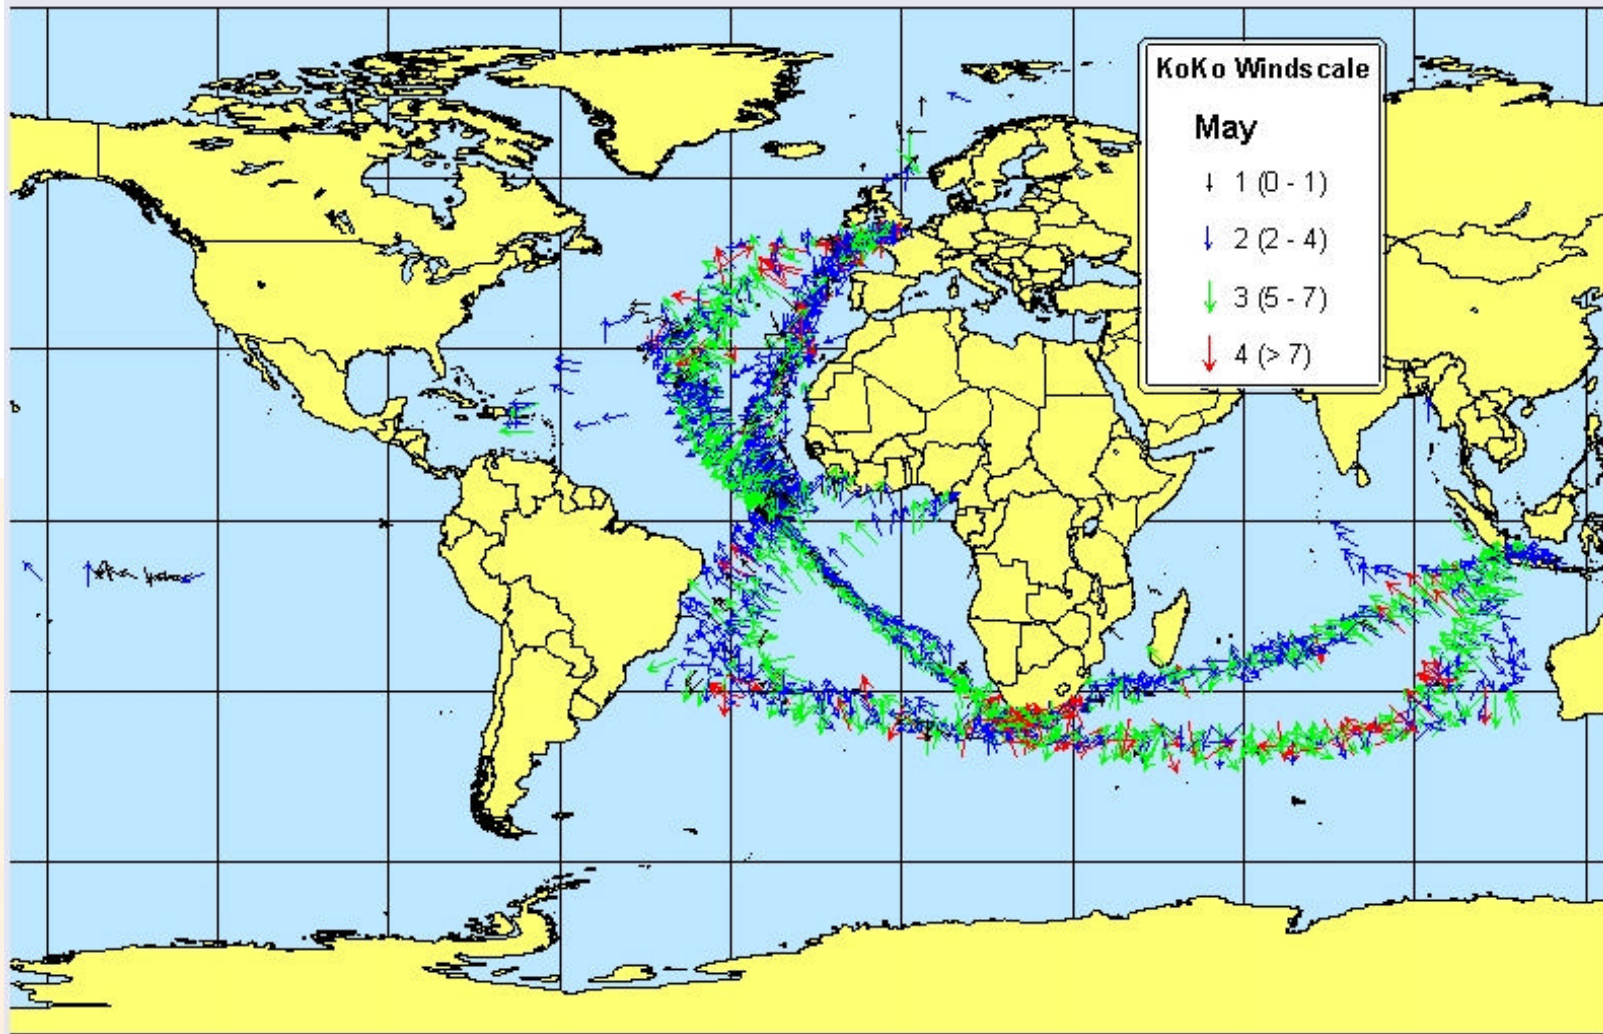 KoKo Windscale
May
1 (0 - 1)
2 (2 - 4)
3 (5 - 7)
4 (> 7)